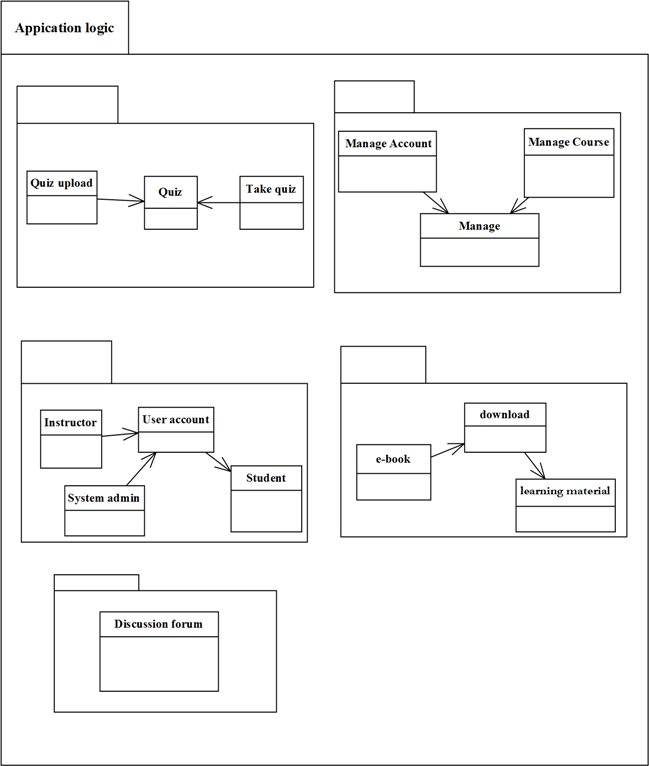 Appication logic
Quiz upload
Quiz
Take quiz
Manage Account
Manage Course
Manage
Instructor
User account
System admin
Student
download
e-book
learning material
Discussion forum